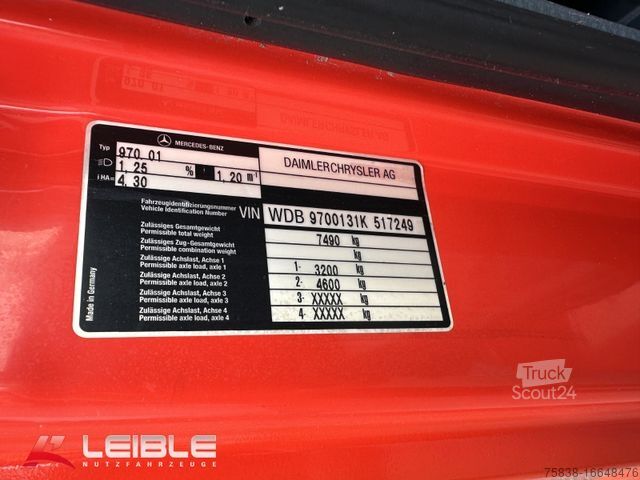 MERCEDES-BENZ
Typ 970 01
1.25 % 1.20 m
i HA= 4.30
DAIMLERCHRYSLER AG
Fahrzeugidentifizierungsnummer
Vehicle Identification Number
VIN WDB 9700131K 517249
Zulässiges Gesamtgewicht
Permissible total weight
7490 kg
Zulässiges Zug-Gesamtgewicht
Permissible combination weight
kg
Zulässige Achslast, Achse 1
Permissible axle load, axle 1
1- 3200 kg
Zulässige Achslast, Achse 2
Permissible axle load, axle 2
2- 4600 kg
Zulässige Achslast, Achse 3
Permissible axle load, axle 3
3- XXXXX kg
Zulässige Achslast, Achse 4
Permissible axle load, axle 4
4- XXXXX kg
Made in Germany
Truck
Scout24
LEIBLE
NUTZFAHRZEUGE
75838-16648476